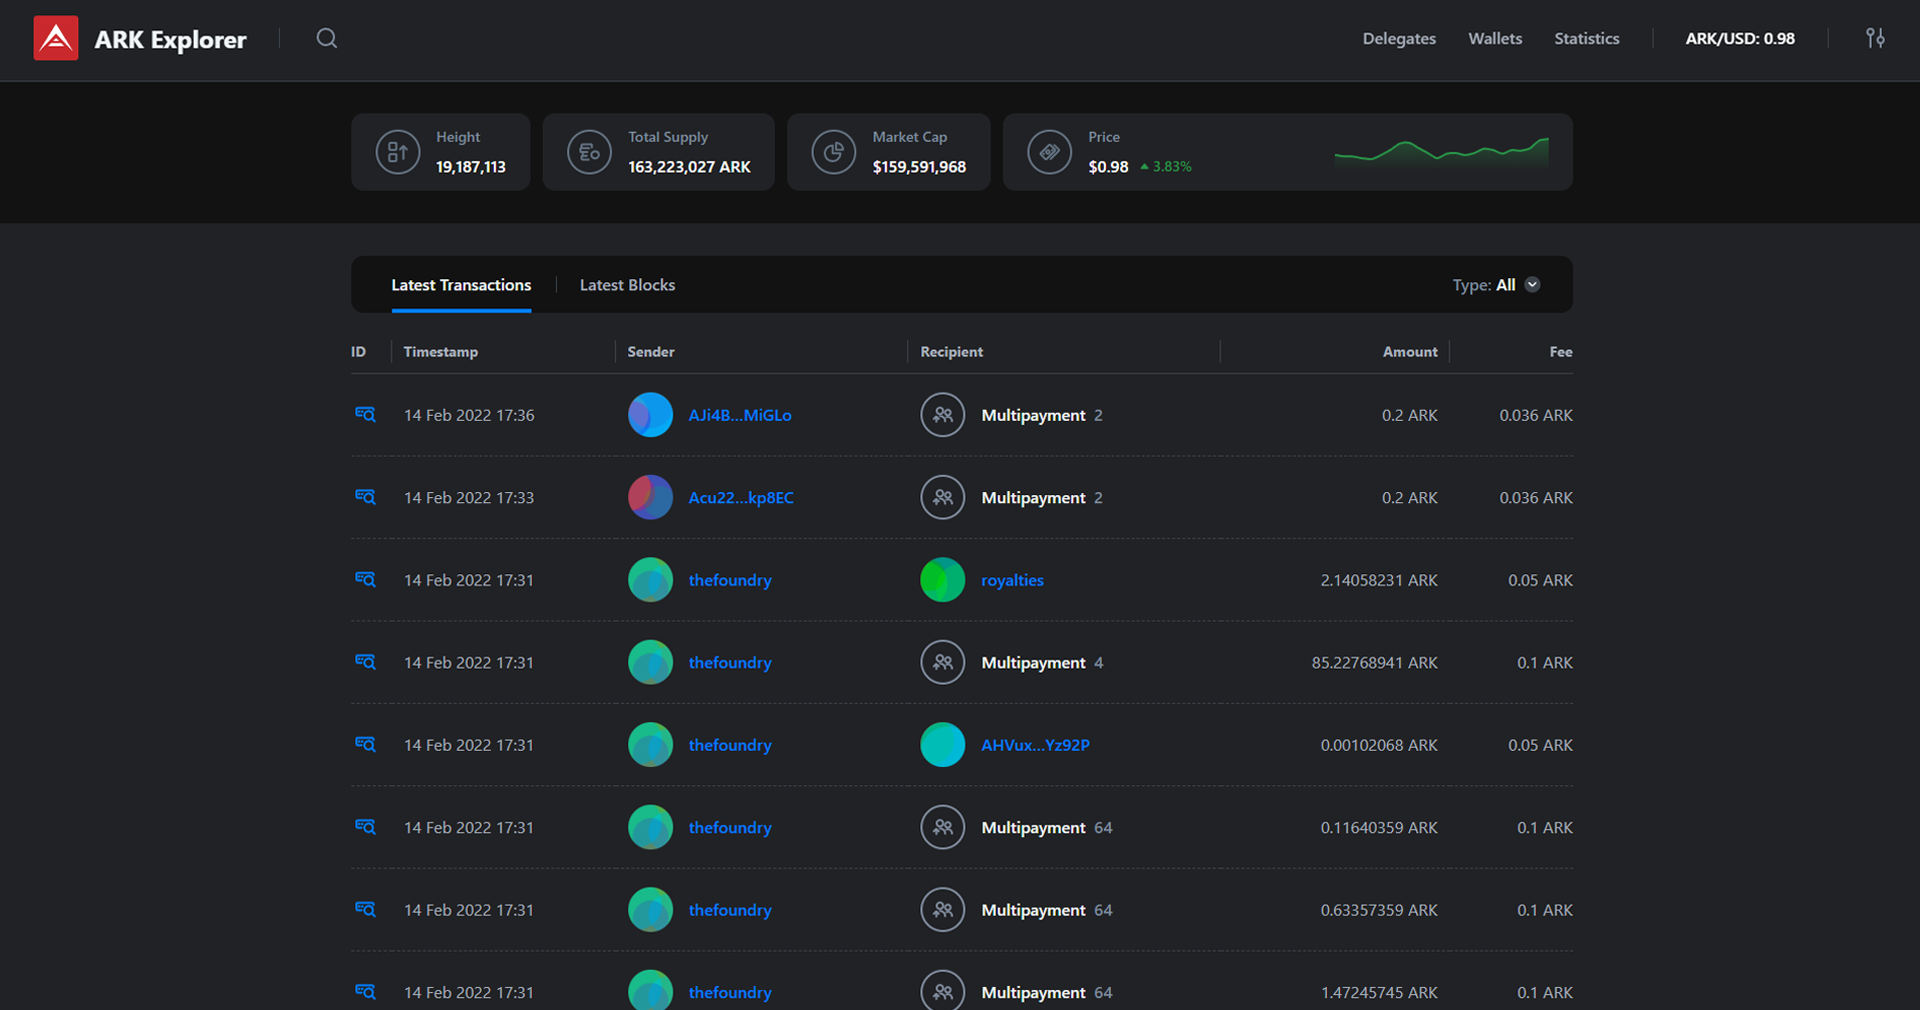 ARK Explorer
Delegates Wallets Statistics ARK/USD: 0.98
Height
19,187,113
Total Supply
163,223,027 ARK
Market Cap
$159,591,968
Price
$0.98 3.83%
Latest Transactions Latest Blocks Type: All
ID Timestamp Sender Recipient Amount Fee
14 Feb 2022 17:36 AJi4B...MiGLo Multipayment 2 0.2 ARK 0.036 ARK
14 Feb 2022 17:33 Acu22...kp8EC Multipayment 2 0.2 ARK 0.036 ARK
14 Feb 2022 17:31 thefoundry royalties 2.14058231 ARK 0.05 ARK
14 Feb 2022 17:31 thefoundry Multipayment 4 85.22768941 ARK 0.1 ARK
14 Feb 2022 17:31 thefoundry AHVux...Yz92P 0.00102068 ARK 0.05 ARK
14 Feb 2022 17:31 thefoundry Multipayment 64 0.11640359 ARK 0.1 ARK
14 Feb 2022 17:31 thefoundry Multipayment 64 0.63357359 ARK 0.1 ARK
14 Feb 2022 17:31 thefoundry Multipayment 64 1.47245745 ARK 0.1 ARK